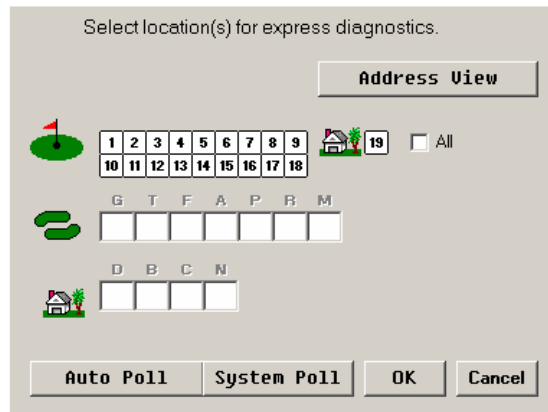 Select location(s) for express diagnostics.
Address View
1 2 3 4 5 6 7 8 9 19 All
10 11 12 13 14 15 16 17 18
G T F A P R M
D B C N
Auto Poll System Poll OK Cancel